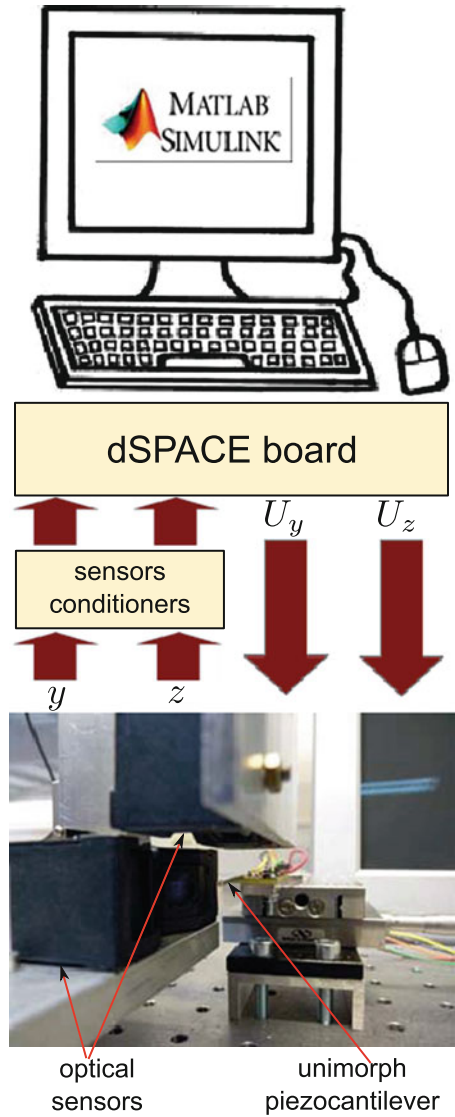 MATLAB
SIMULINK
dSPACE board
U_y U_z
sensors
conditioners
y z
optical
sensors
unimorph
piezocantilever